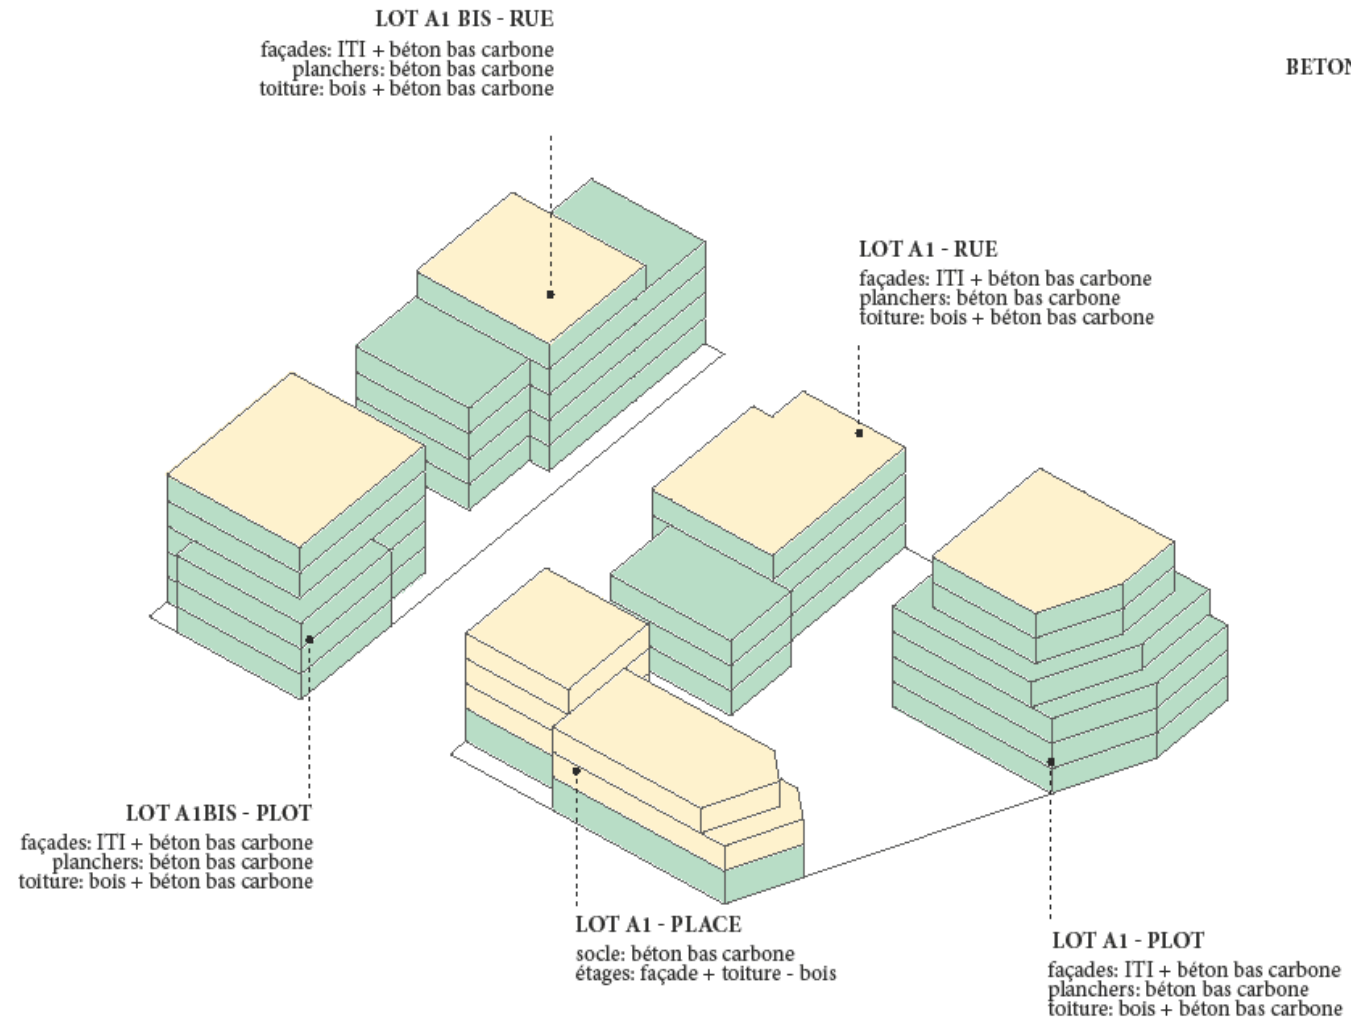 LOT A1 BIS - RUE
façades: ITI + béton bas carbone
planchers: béton bas carbone
toiture: bois + béton bas carbone
BETON
LOT A1 - RUE
façades: ITI + béton bas carbone
planchers: béton bas carbone
toiture: bois + béton bas carbone
LOT A1BIS - PLOT
façades: ITI + béton bas carbone
planchers: béton bas carbone
toiture: bois + béton bas carbone
LOT A1 - PLACE
socle: béton bas carbone
étages: façade + toiture - bois
LOT A1 - PLOT
façades: ITI + béton bas carbone
planchers: béton bas carbone
toiture: bois + béton bas carbone